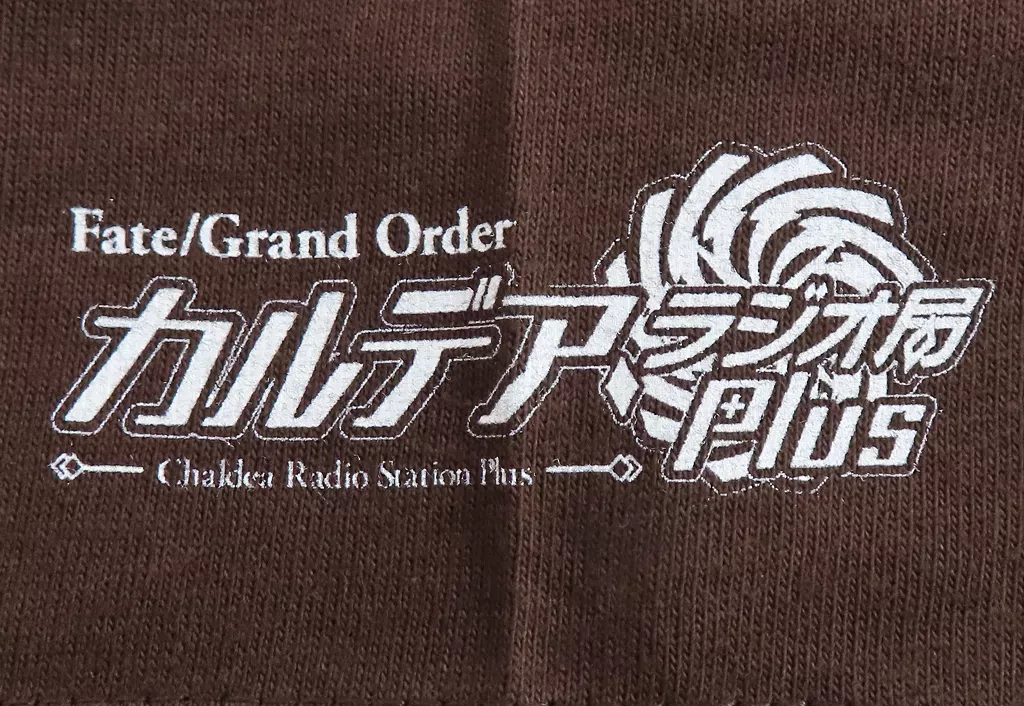 Fate/Grand Order
カルデアラジオ局
Plus
Chaldea Radio Station Plus